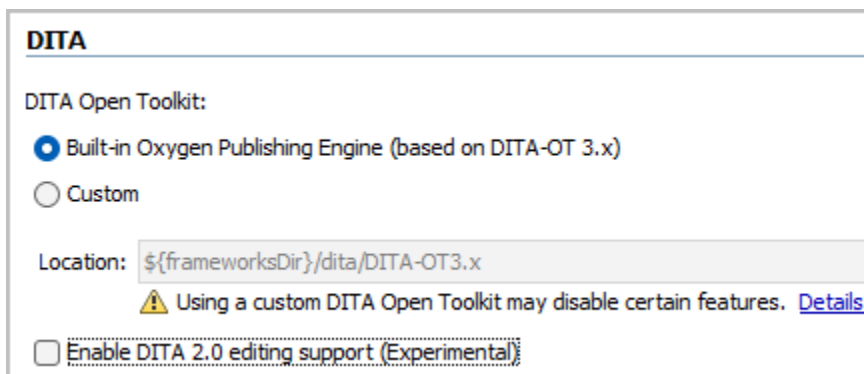 DITA
DITA Open Toolkit:
Built-in Oxygen Publishing Engine (based on DITA-OT 3.x)
Custom
Location: ${frameworksDir}/dita/DITA-OT3.x
Using a custom DITA Open Toolkit may disable certain features. Details
Enable DITA 2.0 editing support (Experimental)